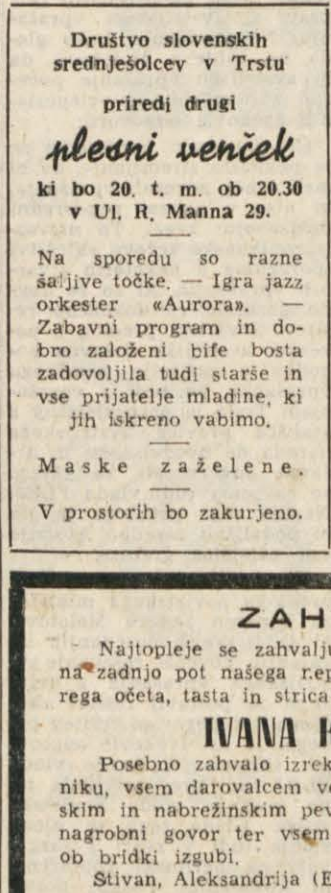 Društvo slovenskih
srednješolcev v Trstu
priredi drugi
plesni venček
ki bo 20. t. m. ob 20.30
v Ul. R. Manna 29.
Na sporedu so razne
šaljive točke. — Igra jazz
orkester «Aurora». —
Zabavni program in do-
bro založeni bife bosta
zadovoljila tudi starše in
vse prijatelje mladine, ki
jih iskreno vabimo.
Maske zaželene.
V prostorih bo zakurjeno.
ZAH
Najtopleje se zahvalju
na zadnjo pot našega nep
rega očeta, tasta in strica
IVANA
Posebno zahvalo izrek
niku, vsem darovalcem v
skim in nabrežinskim pev
nagrobni govor ter vsem
ob bridki izgubi.
Štivan, Aleksandrija (E